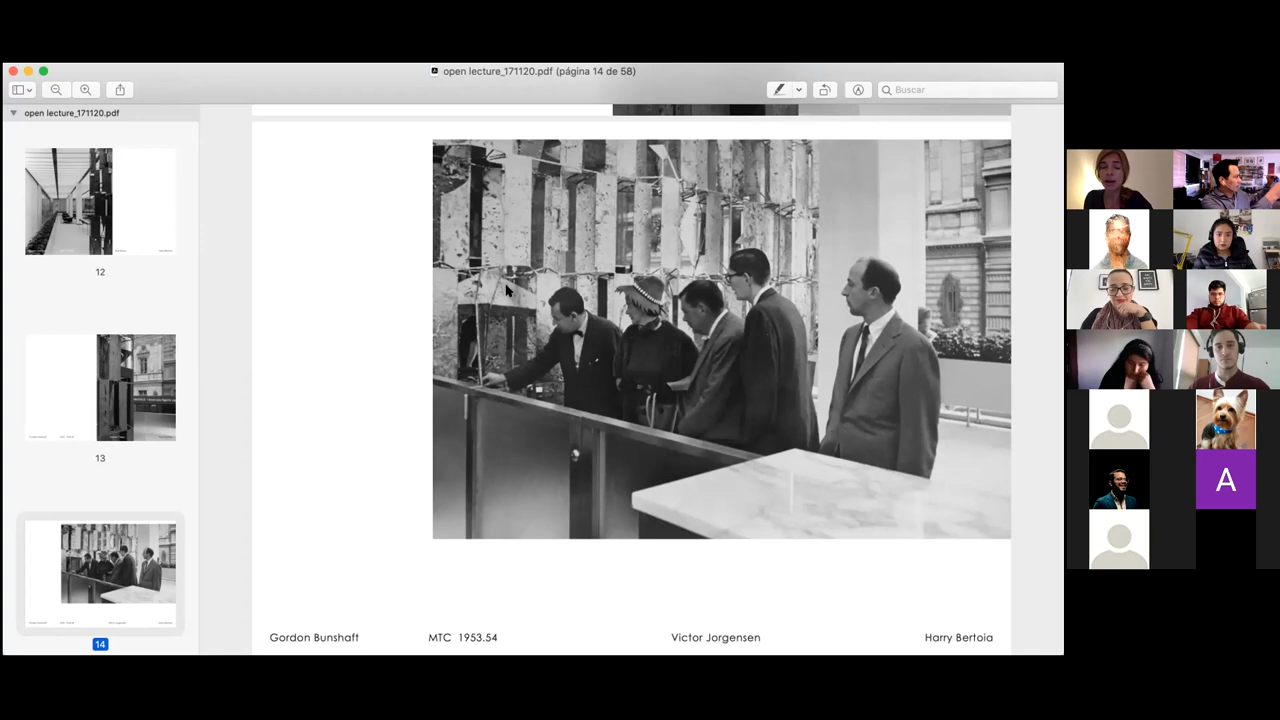 open lecture_171120.pdf (página 14 de 58)
Buscar
open lecture_171120.pdf
12
13
14
Gordon Bunshaft MTC 1953.54 Victor Jorgensen Harry Bertoia
A